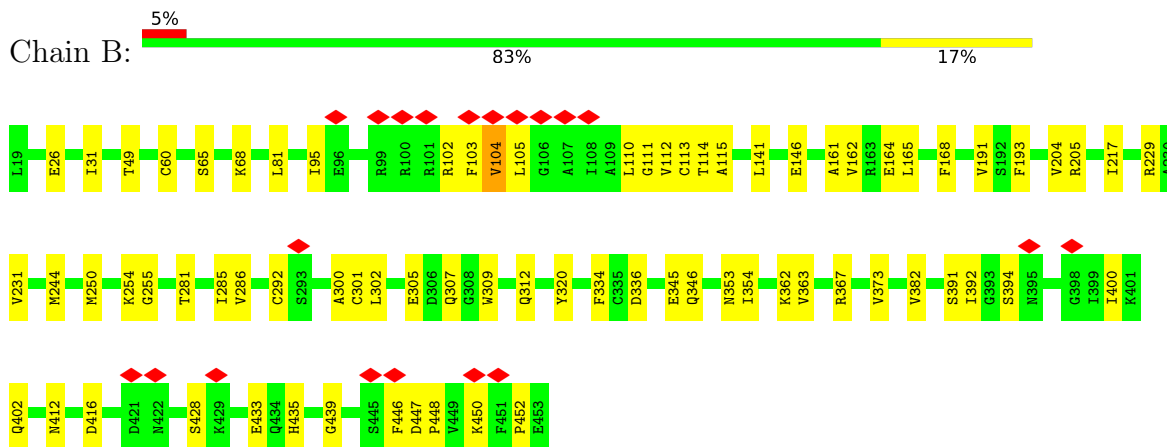 5%
Chain B:
83% 17%
L19 E26 I31 T49 C60 S65 K68 L81 I95 E96 R99 R100 R101 R102 F103 V104 L105 G106 A107 I108 A109 L110 G111 V112 C113 T114 A115 L141 E146 A161 V162 R163 E164 L165 F168 V191 S192 F193 V204 R205 I217 R229
V231 M244 M250 K254 G255 T281 I285 V286 C292 S293 A300 C301 L302 E305 D306 Q307 G308 W309 Q312 Y320 F334 C335 D336 E345 Q346 N353 I354 K362 V363 R367 V373 V382 S391 I392 G393 S394 N395 G398 I399 I400 K401
Q402 N412 D416 D421 N422 S428 K429 E433 Q434 H435 G439 S445 F446 D447 P448 V449 K450 F451 P452 E453